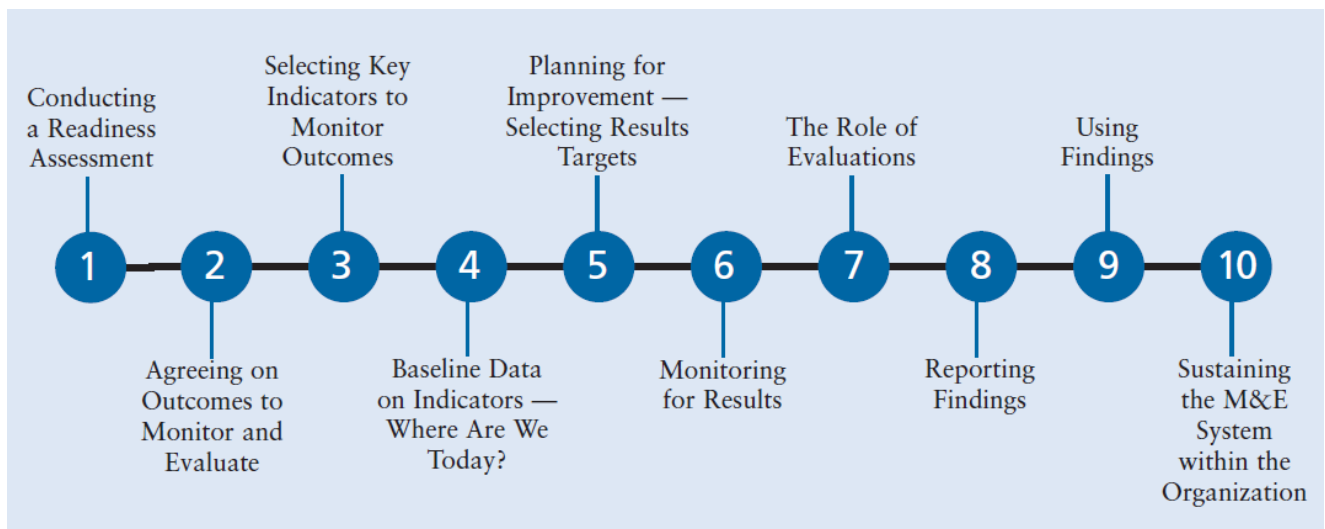 Conducting
a Readiness
Assessment
Selecting Key
Indicators to
Monitor
Outcomes
Planning for
Improvement —
Selecting Results
Targets
The Role of
Evaluations
Using
Findings
1
2
3
4
5
6
7
8
9
10
Agreeing on
Outcomes to
Monitor and
Evaluate
Baseline Data
on Indicators —
Where Are We
Today?
Monitoring
for Results
Reporting
Findings
Sustaining
the M&E
System
within the
Organization